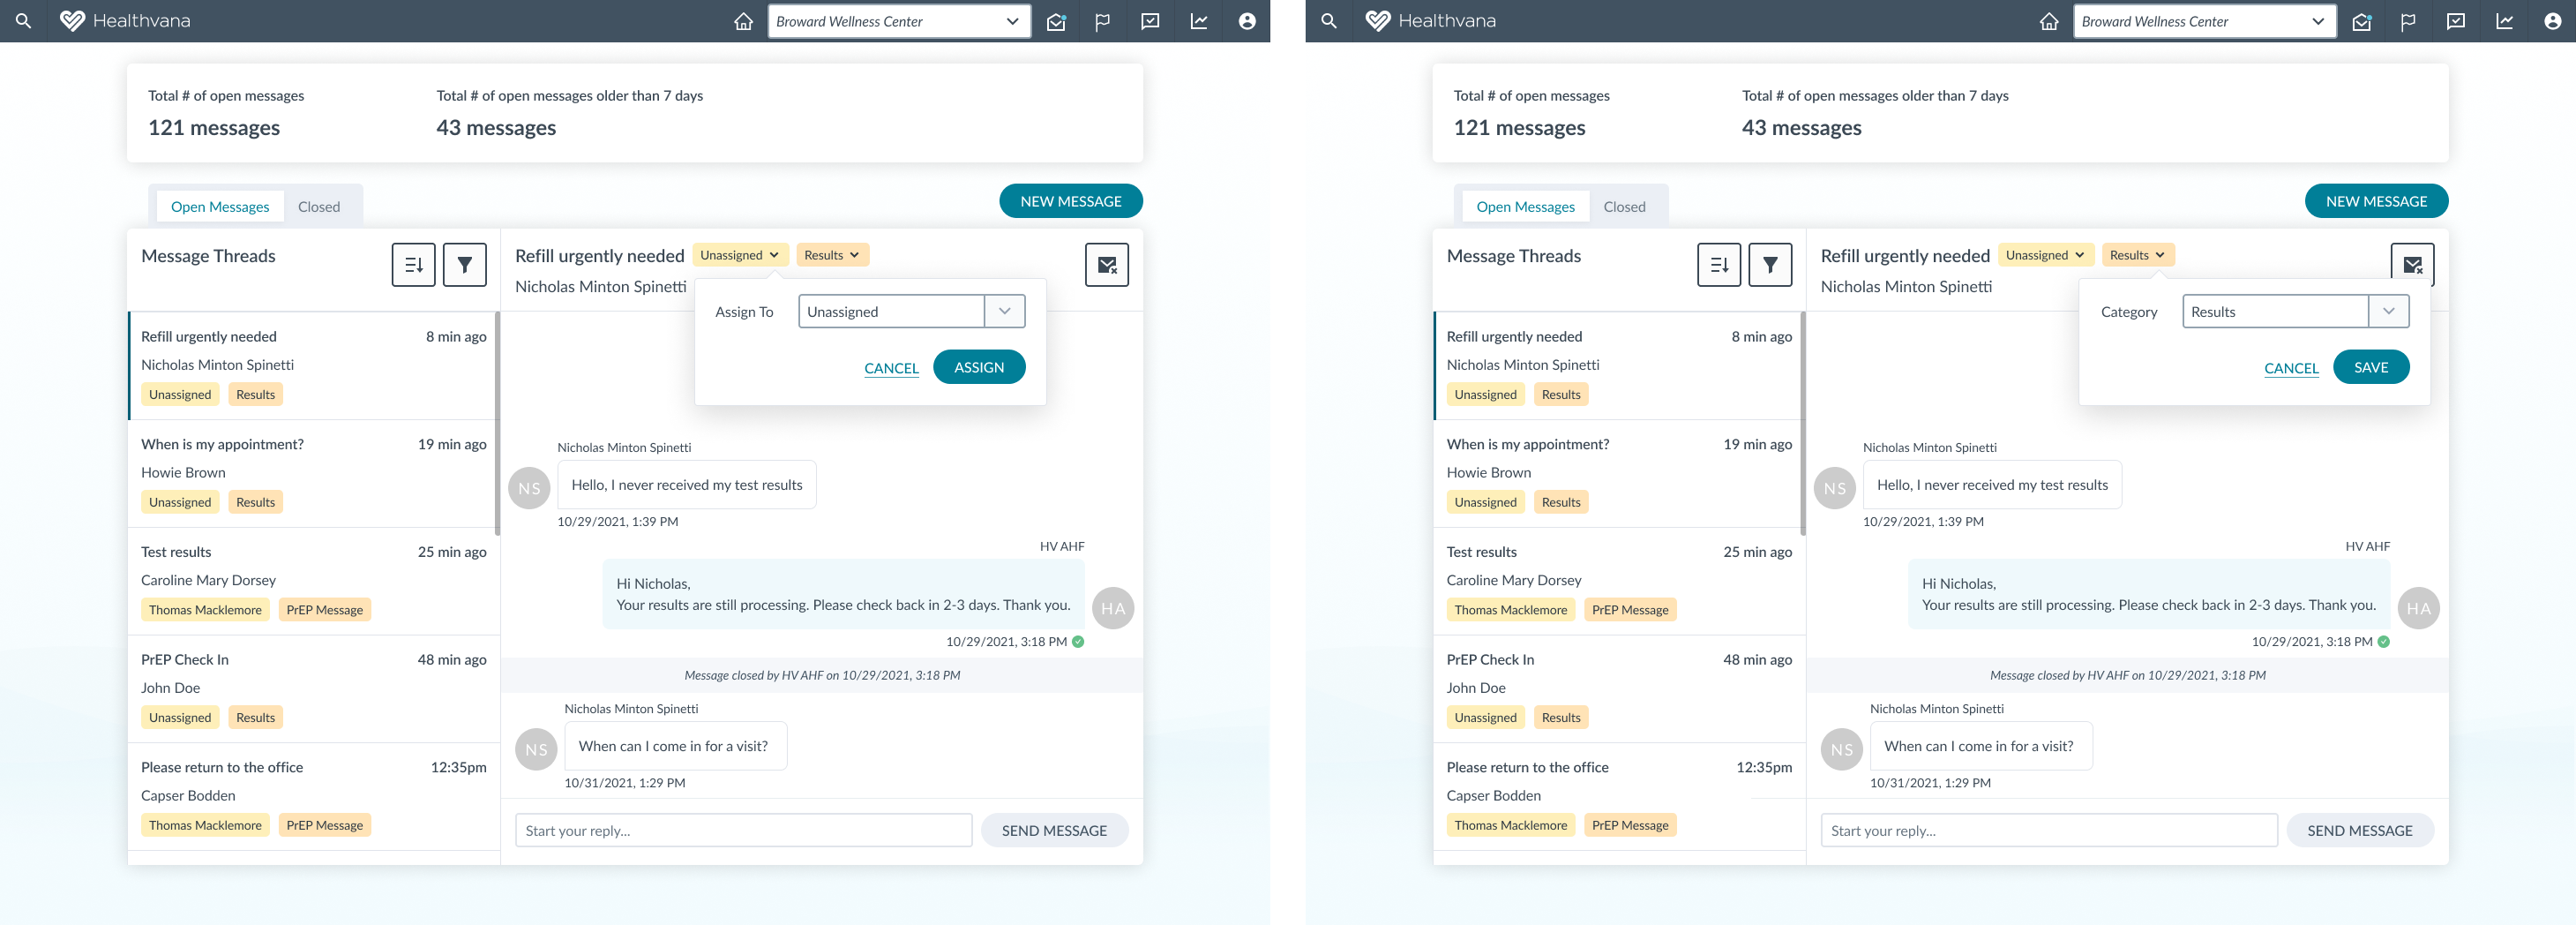 Healthvana
Broward Wellness Center
Total # of open messages
121 messages
Total # of open messages older than 7 days
43 messages
Open Messages
Closed
NEW MESSAGE
Message Threads
Refill urgently needed
8 min ago
Nicholas Minton Spinetti
Unassigned
Results
When is my appointment?
19 min ago
Howie Brown
Unassigned
Results
Test results
25 min ago
Caroline Mary Dorsey
Thomas Macklemore
PrEP Message
PrEP Check In
48 min ago
John Doe
Unassigned
Results
Please return to the office
12:35pm
Capser Bodden
Thomas Macklemore
PrEP Message
Refill urgently needed
Unassigned
Results
Nicholas Minton Spinetti
Assign To
Unassigned
CANCEL
ASSIGN
Nicholas Minton Spinetti
NS
Hello, I never received my test results
10/29/2021, 1:39 PM
HV AHF
Hi Nicholas,
Your results are still processing. Please check back in 2-3 days. Thank you.
HA
10/29/2021, 3:18 PM
Message closed by HV AHF on 10/29/2021, 3:18 PM
Nicholas Minton Spinetti
NS
When can I come in for a visit?
10/31/2021, 1:29 PM
Start your reply...
SEND MESSAGE
Healthvana
Broward Wellness Center
Total # of open messages
121 messages
Total # of open messages older than 7 days
43 messages
Open Messages
Closed
NEW MESSAGE
Message Threads
Refill urgently needed
8 min ago
Nicholas Minton Spinetti
Unassigned
Results
When is my appointment?
19 min ago
Howie Brown
Unassigned
Results
Test results
25 min ago
Caroline Mary Dorsey
Thomas Macklemore
PrEP Message
PrEP Check In
48 min ago
John Doe
Unassigned
Results
Please return to the office
12:35pm
Capser Bodden
Thomas Macklemore
PrEP Message
Refill urgently needed
Unassigned
Results
Nicholas Minton Spinetti
Category
Results
CANCEL
SAVE
Nicholas Minton Spinetti
NS
Hello, I never received my test results
10/29/2021, 1:39 PM
HV AHF
Hi Nicholas,
Your results are still processing. Please check back in 2-3 days. Thank you.
HA
10/29/2021, 3:18 PM
Message closed by HV AHF on 10/29/2021, 3:18 PM
Nicholas Minton Spinetti
NS
When can I come in for a visit?
10/31/2021, 1:29 PM
Start your reply...
SEND MESSAGE